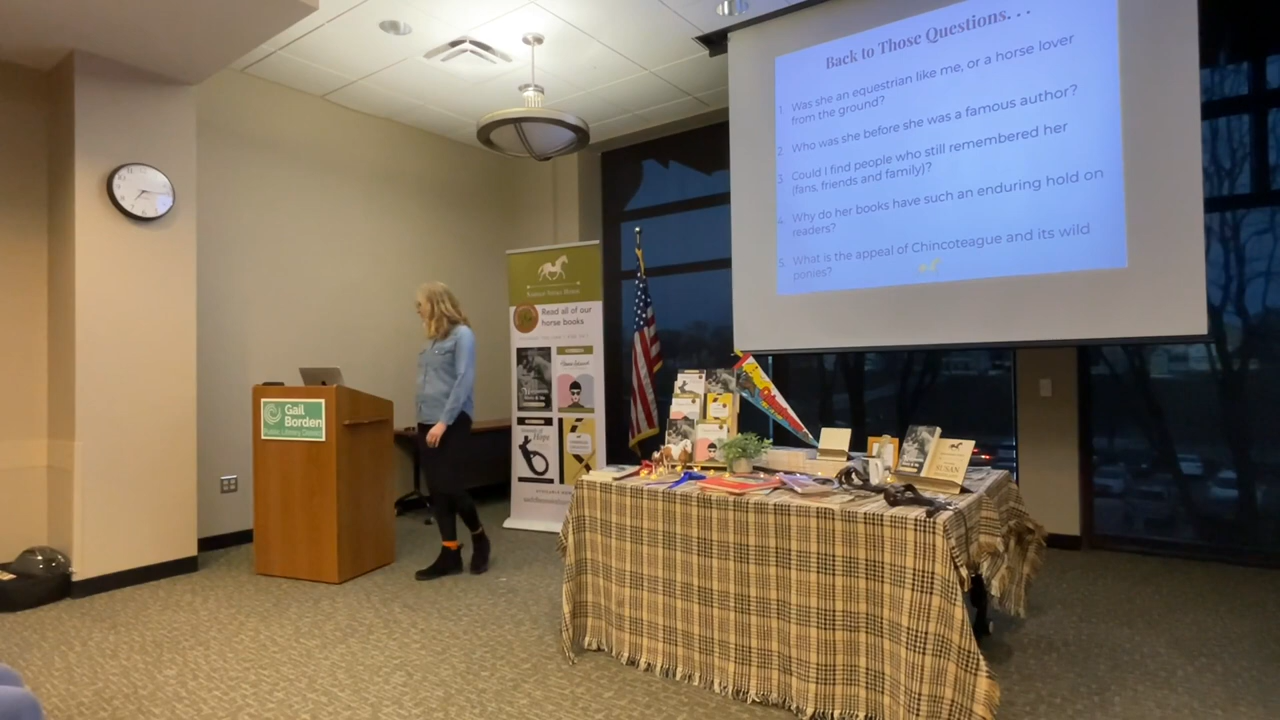 Back to Those Questions. . .
1. Was she an equestrian like me, or a horse lover
from the ground?
2. Who was she before she was a famous author?
3. Could I find people who still remembered her
(fans, friends and family)?
4. Why do her books have such an enduring hold on
readers?
5. What is the appeal of Chincoteague and its wild
ponies?
Read all of our
horse books
Gail
Borden
Public Library District
of Hope
SUSAN